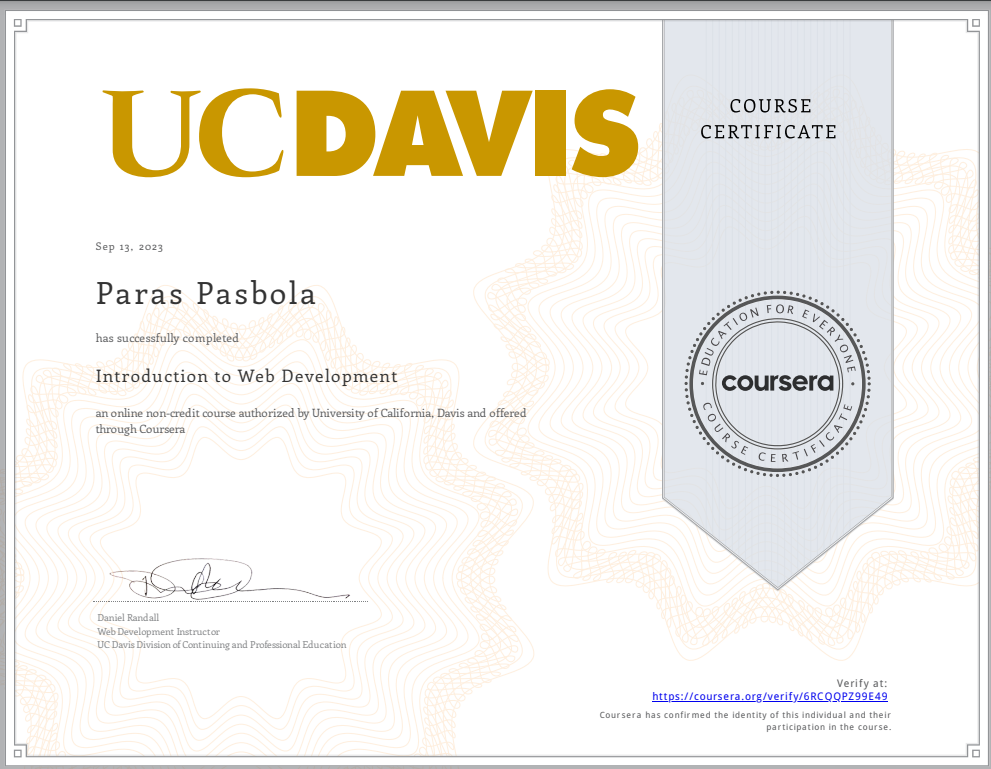 UCDAVIS
COURSE
CERTIFICATE
Sep 13, 2023
Paras Pasbola
has successfully completed
Introduction to Web Development
an online non-credit course authorized by University of California, Davis and offered
through Coursera
EDUCATION FOR EVERYONE
coursera
COURSE CERTIFICATE
Daniel Randall
Web Development Instructor
UC Davis Division of Continuing and Professional Education
Verify at:
https://coursera.org/verify/6RCQQPZ99E49
Coursera has confirmed the identity of this individual and their
participation in the course.